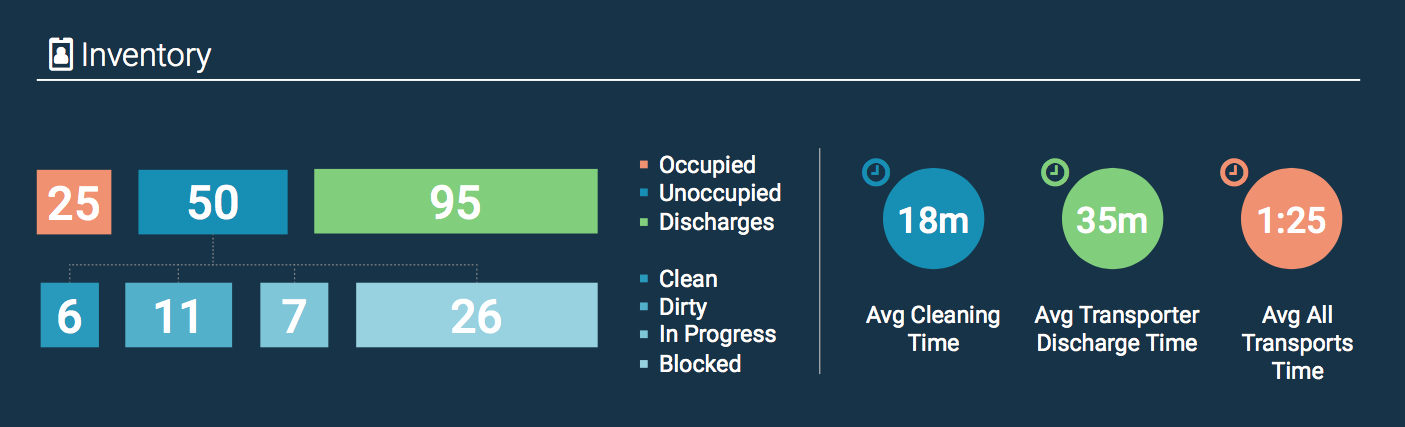 Inventory
25
50
95
Occupied
Unoccupied
Discharges
6
11
7
26
Clean
Dirty
In Progress
Blocked
18m
35m
1:25
Avg Cleaning
Time
Avg Transporter
Discharge Time
Avg All
Transports
Time